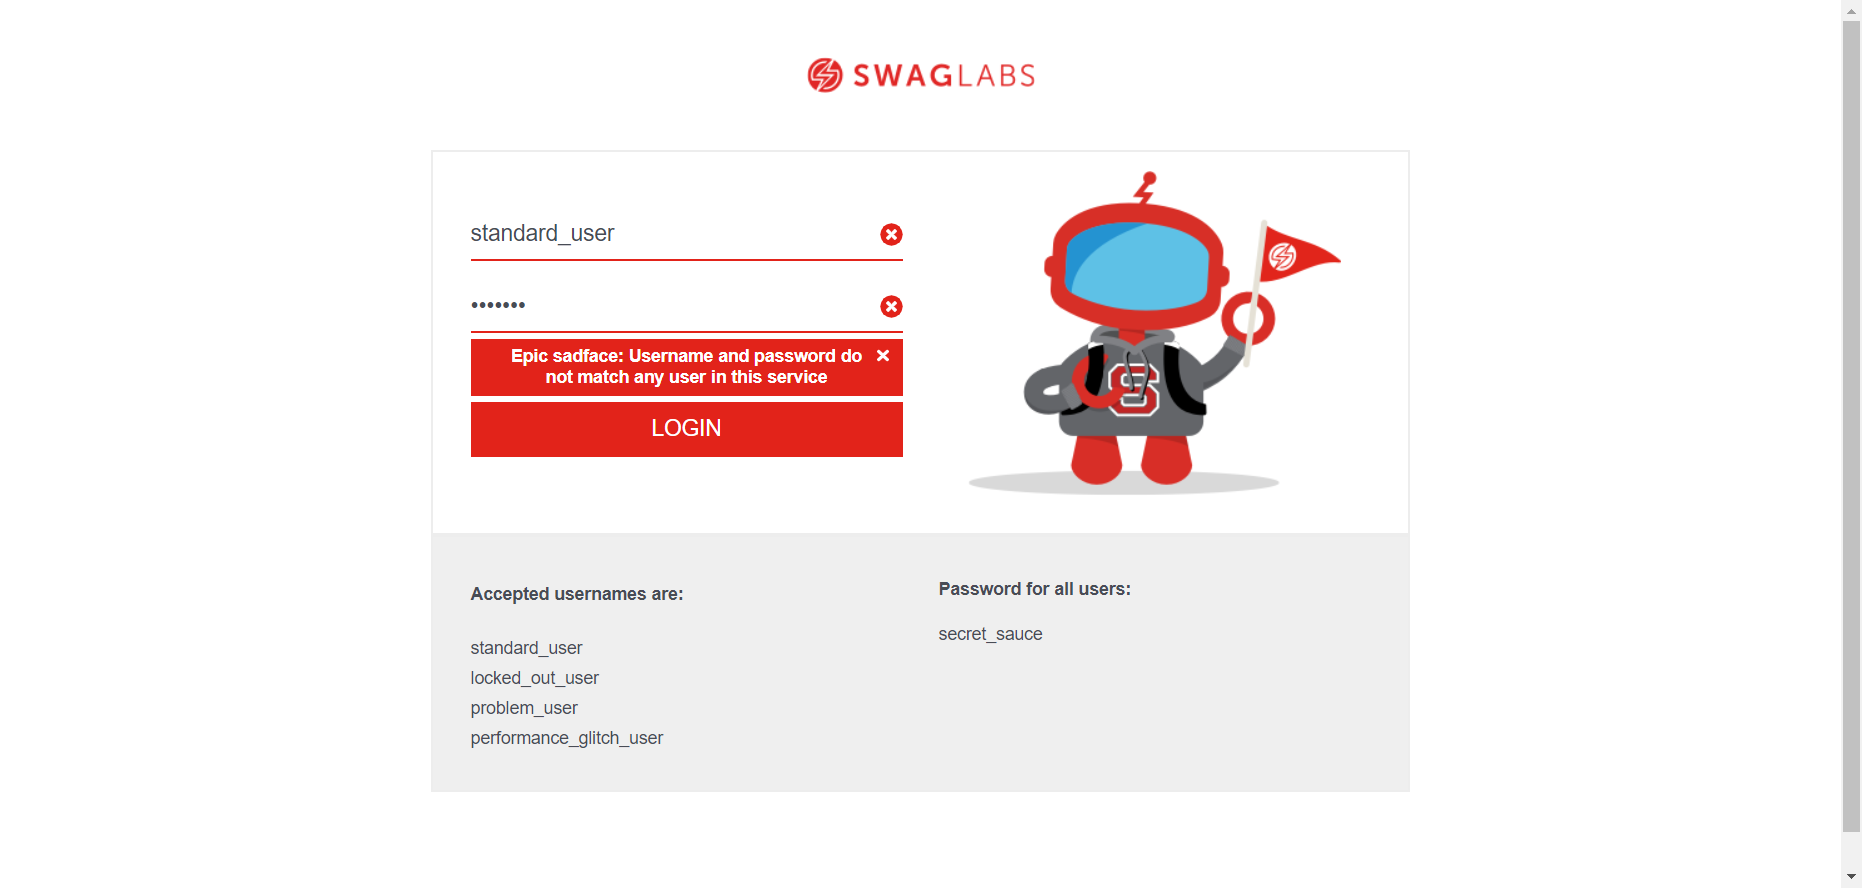 SWAGLABS
standard_user
•••••••
Epic sadface: Username and password do
not match any user in this service
LOGIN
S
Accepted usernames are:
standard_user
locked_out_user
problem_user
performance_glitch_user
Password for all users:
secret_sauce